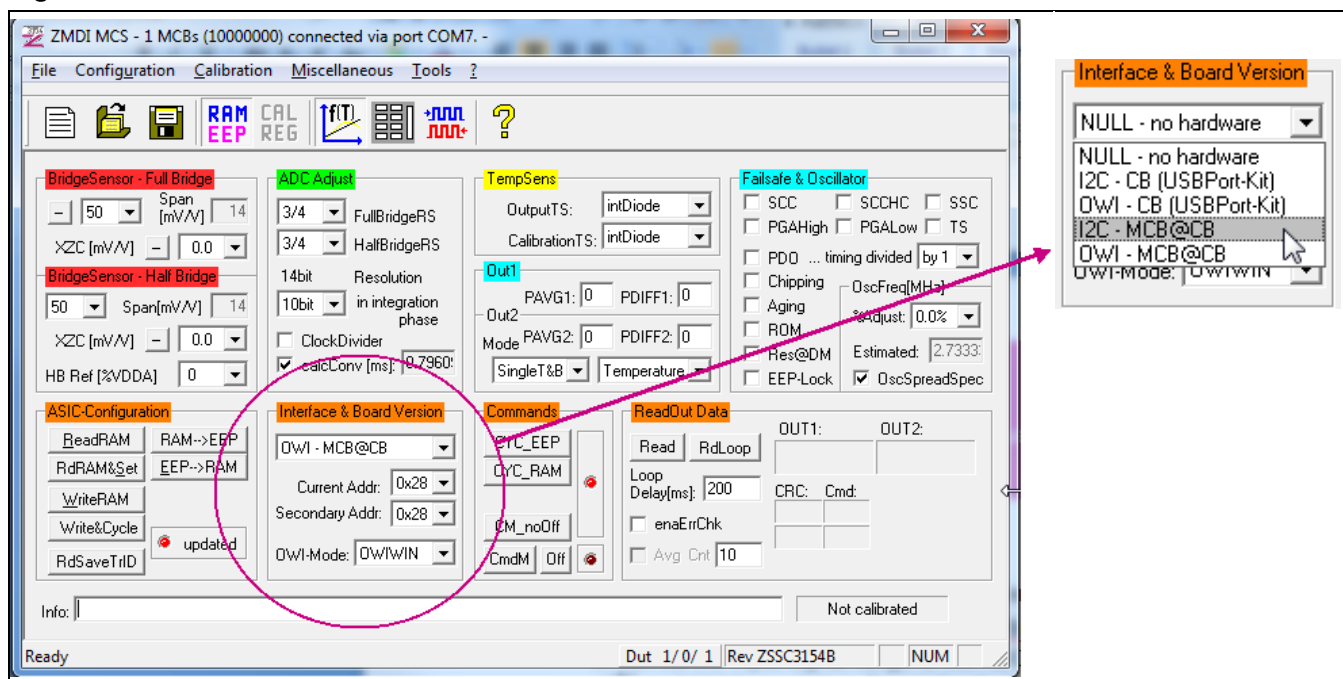 ZMDI MCS - 1 MCBs (10000000) connected via port COM7. -
File Configuration Calibration Miscellaneous Tools ?
RAM EEP CAL REG f(T) ?
BridgeSensor - Full Bridge
- 50 Span [mV/V] 14
XZC [mV/V] - 0.0
BridgeSensor - Half Bridge
50 Span[mV/V] 14
XZC [mV/V] - 0.0
HB Ref [%VDDA] 0
ADC Adjust
3/4 FullBridgeRS
3/4 HalfBridgeRS
14bit Resolution
10bit in integration
phase
ClockDivider
calcConv [ms]:
TempSens
OutputTS: intDiode
CalibrationTS: intDiode
Out1
PAVG1: 0 PDIFF1: 0
Out2
Mode PAVG2: 0 PDIFF2: 0
SingleT&B Temperature
Failsafe & Oscillator
SCC SCCHC SSC
PGAHigh PGALow TS
PDO ... timing divided by 1
Chipping OscFreq[MHz]
Aging %Adjust: 0.0%
ROM
Res@DM Estimated: 2.7333
EEP-Lock OscSpreadSpec
ASIC-Configuration
ReadRAM RAM-->EEP
RdRAM&Set EEP-->RAM
WriteRAM
Write&Cycle
updated
RdSaveTrID
Interface & Board Version
OWI - MCB@CB
Current Addr: 0x28
Secondary Addr: 0x28
OWI-Mode: OWIWIN
Commands
CYC_EEP
CYC_RAM
CM_noOff
CmdM Off
ReadOut Data
Read RdLoop OUT1: OUT2:
Loop
Delay[ms]: 200 CRC: Cmd:
enaErrChk
Avg Cnt 10
Info: Not calibrated
Ready Dut 1/ 0/ 1 Rev ZSSC3154B NUM
Interface & Board Version
NULL - no hardware
NULL - no hardware
I2C - CB (USBPort-Kit)
OWI - CB (USBPort-Kit)
I2C - MCB@CB
OWI - MCB@CB
OWI-Mode: OWIWIN